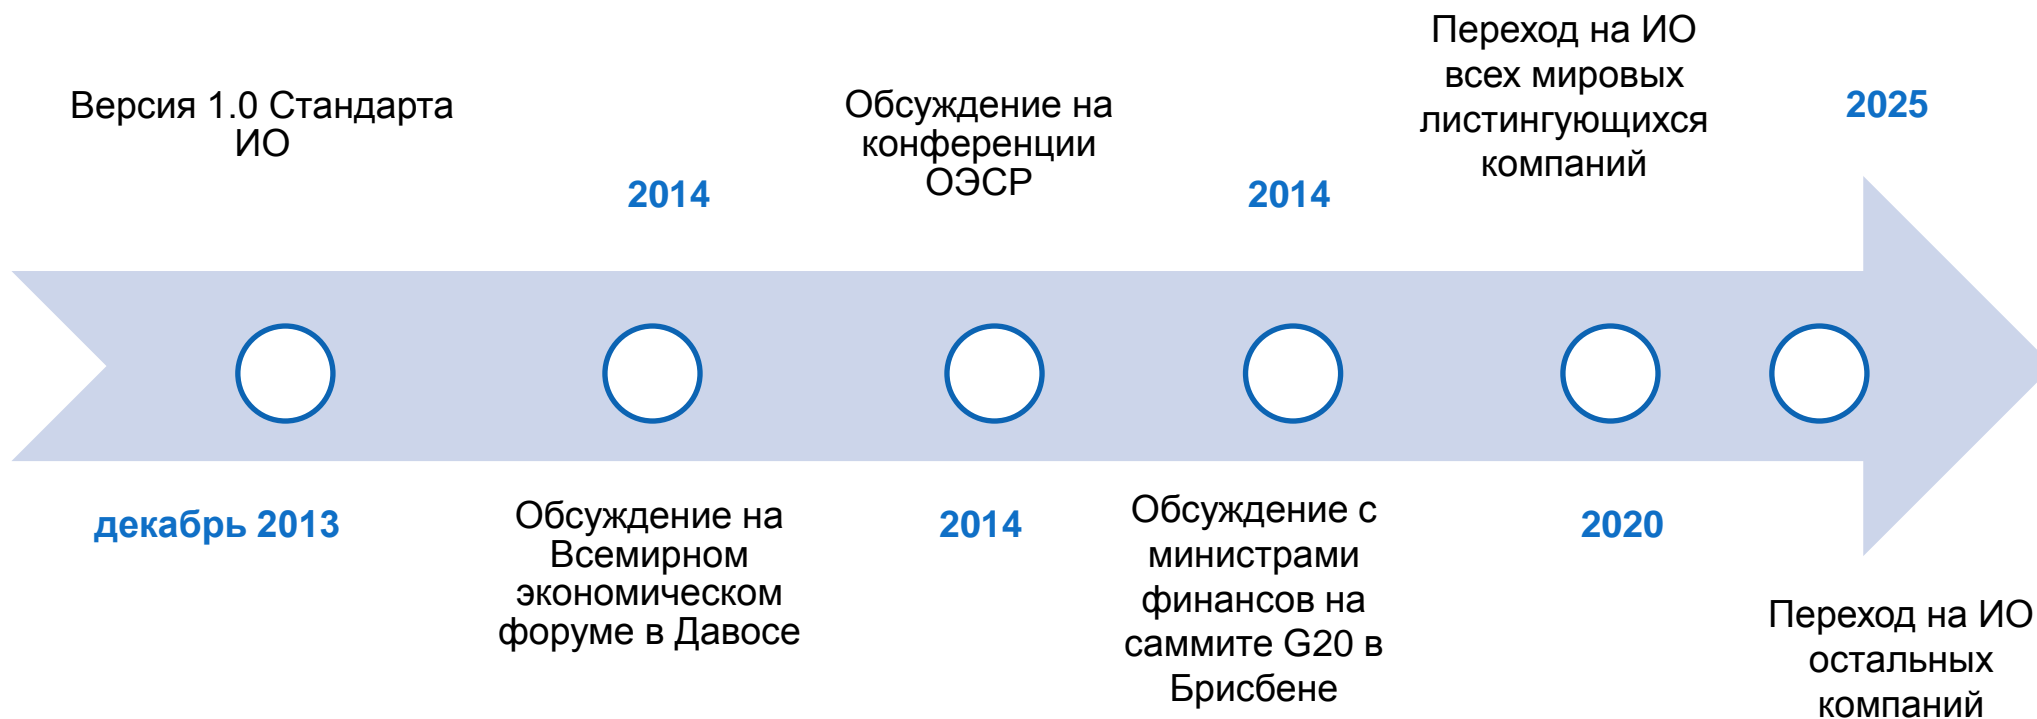 Версия 1.0 Стандарта
ИО
декабрь 2013
2014
Обсуждение на
Всемирном
экономическом
форуме в Давосе
Обсуждение на
конференции
ОЭСР
2014
2014
Обсуждение с
министрами
финансов на
саммите G20 в
Брисбене
Переход на ИО
всех мировых
листингующихся
компаний
2020
2025
Переход на ИО
остальных
компаний